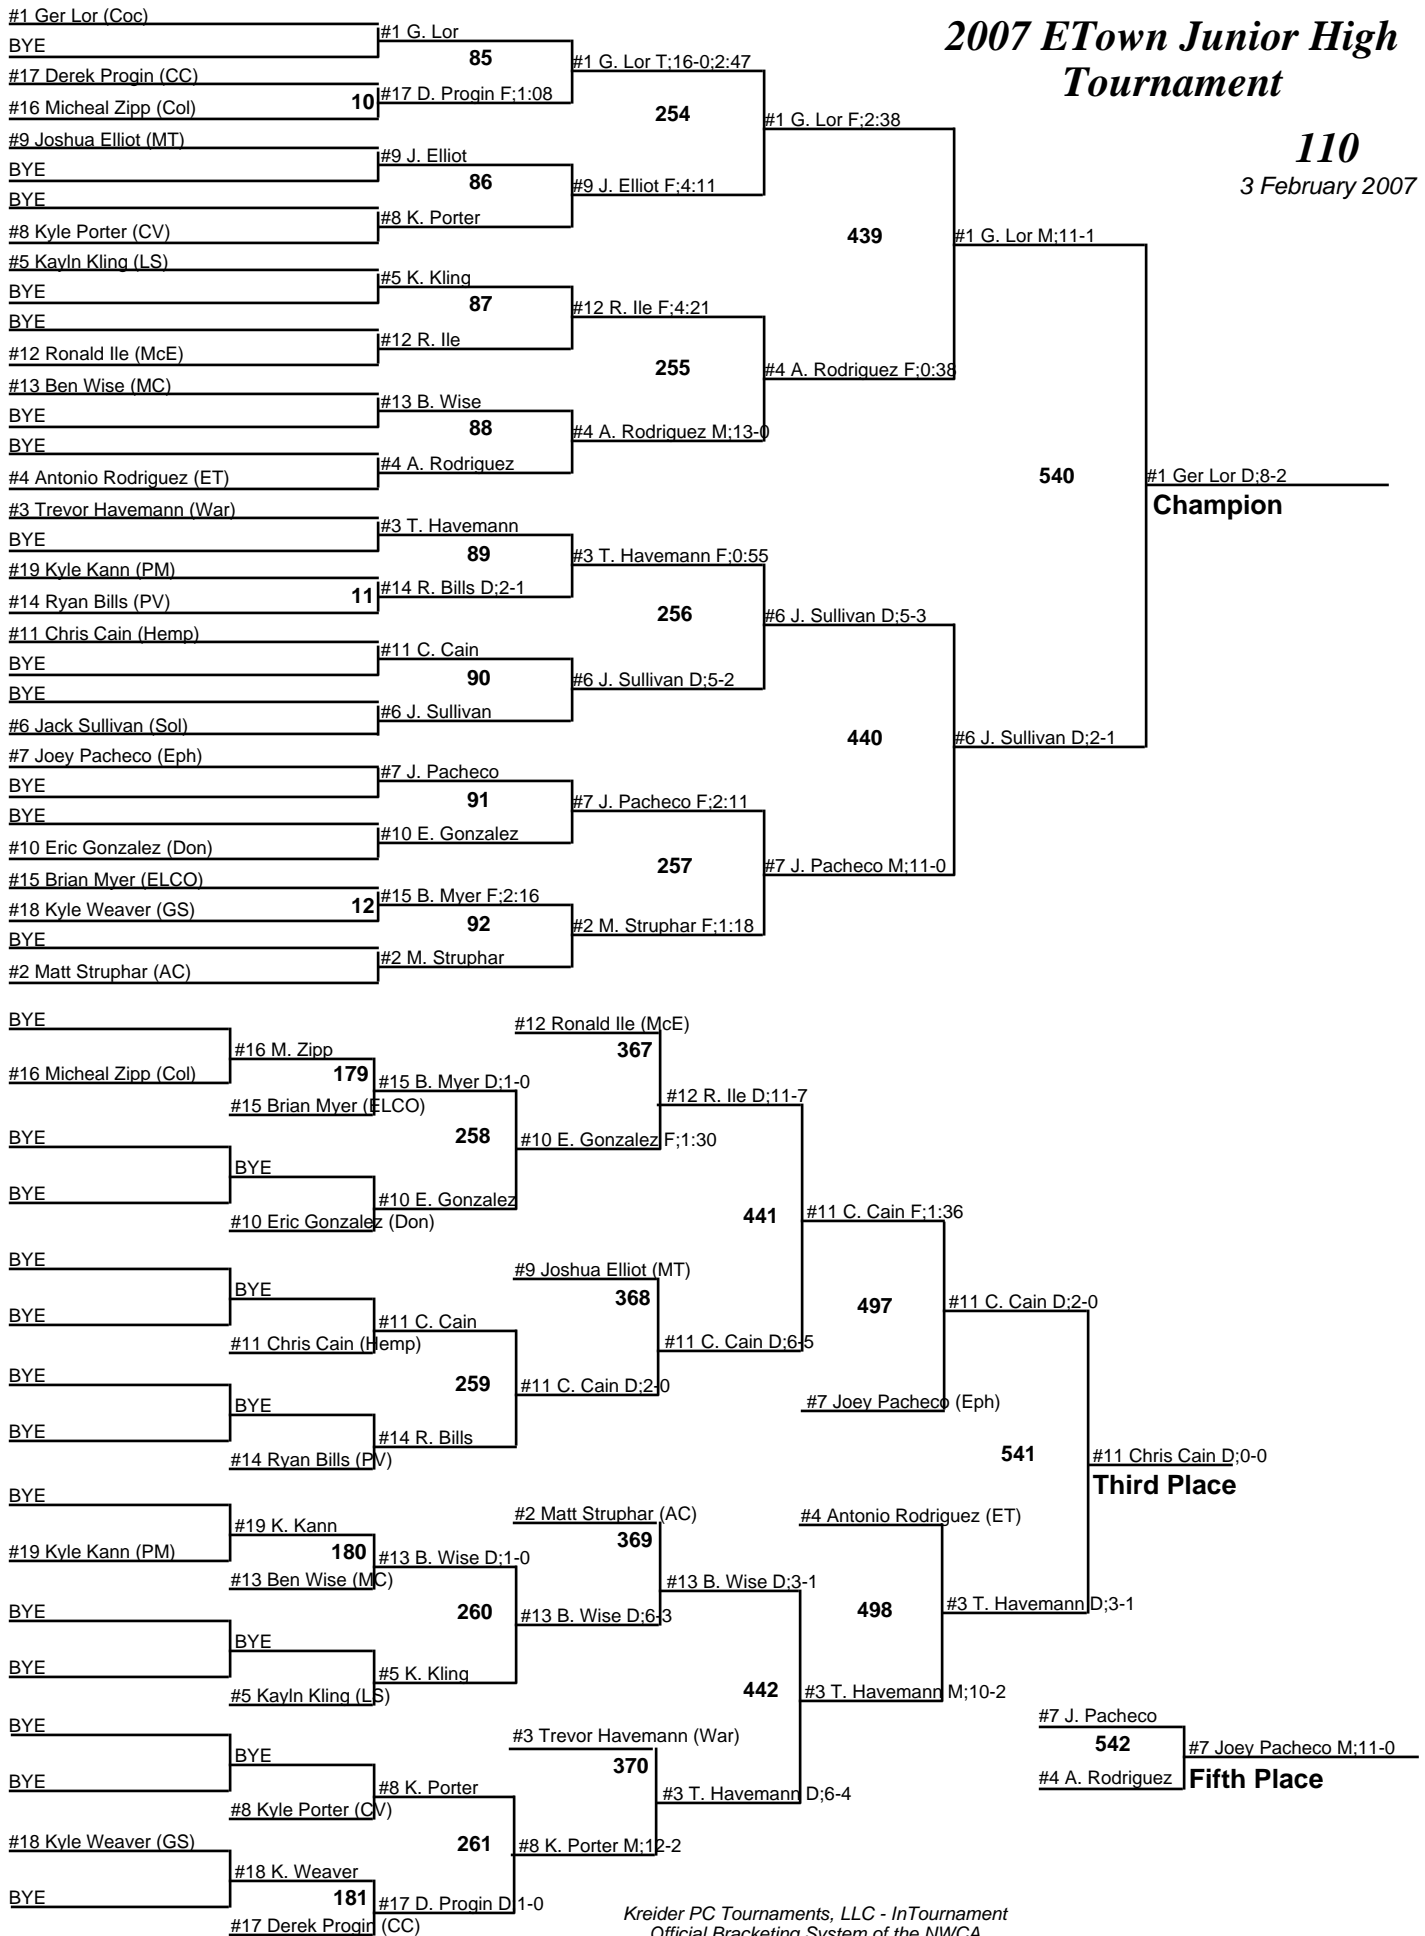 2007 ETown Junior High
Tournament
110
3 February 2007
#1 Ger Lor (Coc)
BYE
#17 Derek Progin (CC)
#16 Micheal Zipp (Col)
#9 Joshua Elliot (MT)
BYE
BYE
#8 Kyle Porter (CV)
#5 Kayln Kling (LS)
BYE
BYE
#12 Ronald Ile (McE)
#13 Ben Wise (MC)
BYE
BYE
#4 Antonio Rodriguez (ET)
#3 Trevor Havemann (War)
BYE
#19 Kyle Kann (PM)
#14 Ryan Bills (PV)
#11 Chris Cain (Hemp)
BYE
BYE
#6 Jack Sullivan (Sol)
#7 Joey Pacheco (Eph)
BYE
BYE
#10 Eric Gonzalez (Don)
#15 Brian Myer (ELCO)
#18 Kyle Weaver (GS)
BYE
#2 Matt Struphar (AC)
10
11
12
#1 G. Lor
85
#17 D. Progin F;1:08
#9 J. Elliot
86
#8 K. Porter
#5 K. Kling
87
#12 R. Ile
#13 B. Wise
88
#4 A. Rodriguez
#3 T. Havemann
89
#14 R. Bills D;2-1
#11 C. Cain
90
#6 J. Sullivan
#7 J. Pacheco
91
#10 E. Gonzalez
#15 B. Myer F;2:16
92
#2 M. Struphar
#1 G. Lor T;16-0;2:47
254
#9 J. Elliot F;4:11
#12 R. Ile F;4:21
255
#4 A. Rodriguez M;13-0
#3 T. Havemann F;0:55
256
#6 J. Sullivan D;5-2
#7 J. Pacheco F;2:11
257
#2 M. Struphar F;1:18
#1 G. Lor F;2:38
439
#4 A. Rodriguez F;0:38
#6 J. Sullivan D;5-3
440
#7 J. Pacheco M;11-0
#1 G. Lor M;11-1
540
#6 J. Sullivan D;2-1
#1 Ger Lor D;8-2
Champion
BYE
#16 Micheal Zipp (Col)
BYE
BYE
BYE
BYE
BYE
BYE
BYE
#19 Kyle Kann (PM)
BYE
BYE
BYE
BYE
#18 Kyle Weaver (GS)
BYE
#16 M. Zipp
179
#15 Brian Myer (ELCO)
BYE
#10 Eric Gonzalez (Don)
BYE
#11 Chris Cain (Hemp)
BYE
#14 Ryan Bills (PV)
#19 K. Kann
180
#13 Ben Wise (MC)
BYE
#5 Kayln Kling (LS)
BYE
#8 Kyle Porter (CV)
#18 K. Weaver
181
#17 Derek Progin (CC)
#15 B. Myer D;1-0
258
#10 E. Gonzalez
#11 C. Cain
259
#14 R. Bills
#13 B. Wise D;1-0
260
#5 K. Kling
#8 K. Porter
261
#17 D. Progin D;1-0
#12 Ronald Ile (McE)
367
#10 E. Gonzalez F;1:30
#9 Joshua Elliot (MT)
368
#11 C. Cain D;2-0
#2 Matt Struphar (AC)
369
#13 B. Wise D;6-3
#3 Trevor Havemann (War)
370
#8 K. Porter M;12-2
#12 R. Ile D;11-7
441
#11 C. Cain D;6-5
#13 B. Wise D;3-1
442
#3 T. Havemann D;6-4
#11 C. Cain F;1:36
497
#7 Joey Pacheco (Eph)
#4 Antonio Rodriguez (ET)
498
#3 T. Havemann M;10-2
#11 C. Cain D;2-0
541
#3 T. Havemann D;3-1
#11 Chris Cain D;0-0
Third Place
#7 J. Pacheco
542
#4 A. Rodriguez
#7 Joey Pacheco M;11-0
Fifth Place
Kreider PC Tournaments, LLC - InTournament
Official Bracketing System of the NWCA